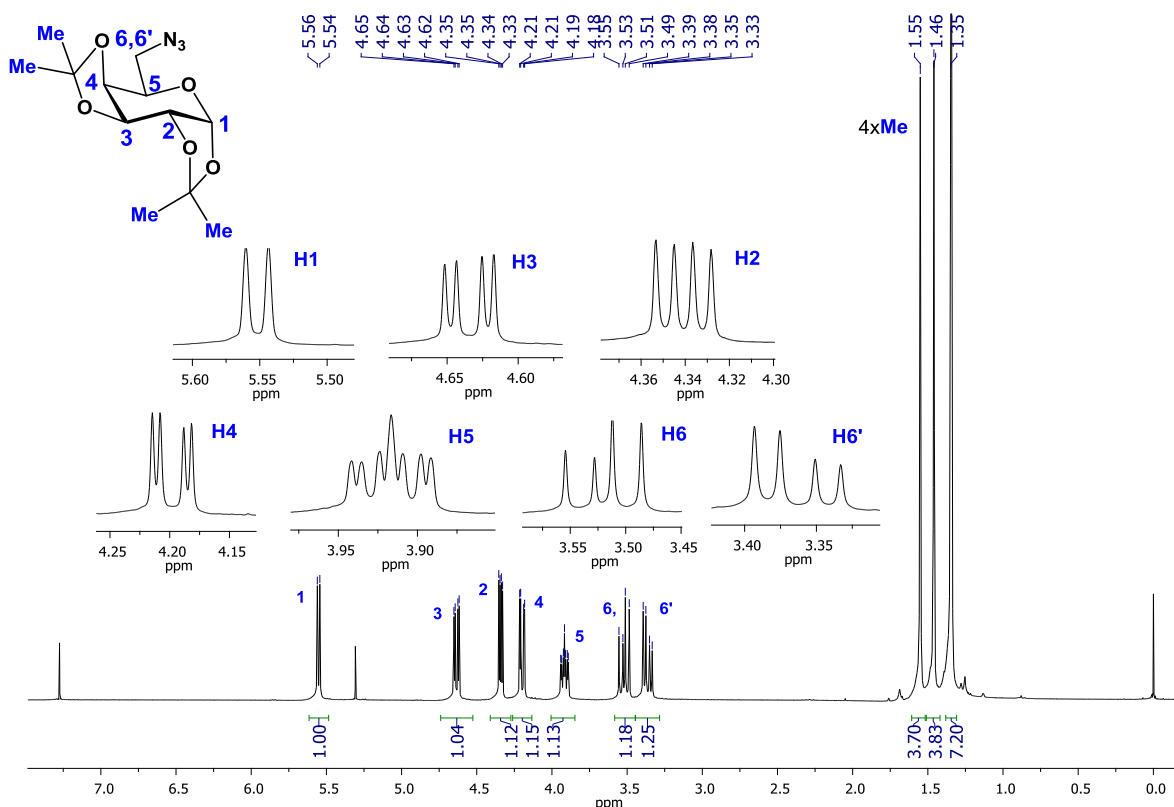 Me
Me
O
6,6'
N3
4
5
O
O
3
2
1
O
O
Me
Me
5.56
5.54
4.65
4.64
4.63
4.62
4.35
4.35
4.34
4.33
4.21
4.21
4.19
4.18
3.55
3.53
3.51
3.49
3.39
3.38
3.35
3.33
1.55
1.46
1.35
4xMe
H1
5.60 5.55 5.50
ppm
H3
4.65 4.60
ppm
H2
4.36 4.34 4.32 4.30
ppm
H4
4.25 4.20 4.15
ppm
H5
3.95 3.90
ppm
H6
3.55 3.50 3.45
ppm
H6'
3.40 3.35
ppm
1
3
2
4
5
6,
6'
1.00
1.04
1.12
1.15
1.13
1.18
1.25
3.70
3.83
7.20
7.0 6.5 6.0 5.5 5.0 4.5 4.0 3.5 3.0 2.5 2.0 1.5 1.0 0.5 0.0
ppm